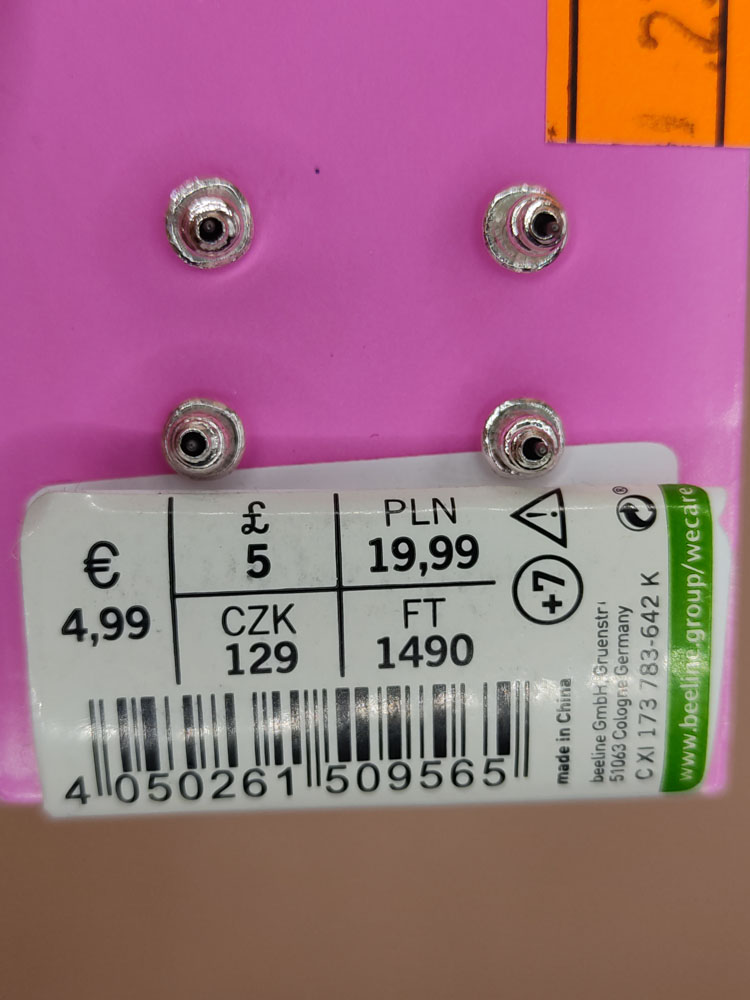 €
4,99
£
5
PLN
19,99
CZK
129
FT
1490
+7
4 050261 509565
made in China
beeline GmbH, Gruenstr
51063 Cologne Germany
C XI 173 783-642 K
www.beeline.group/wecare